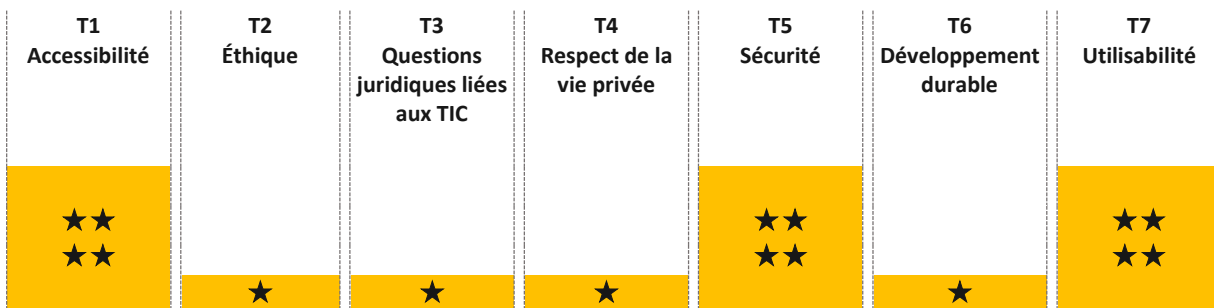 T1
Accessibilité
T2
Éthique
T3
Questions
juridiques liées
aux TIC
T4
Respect de la
vie privée
T5
Sécurité
T6
Développement
durable
T7
Utilisabilité
★★
★★
★
★
★
★★
★★
★
★★
★★